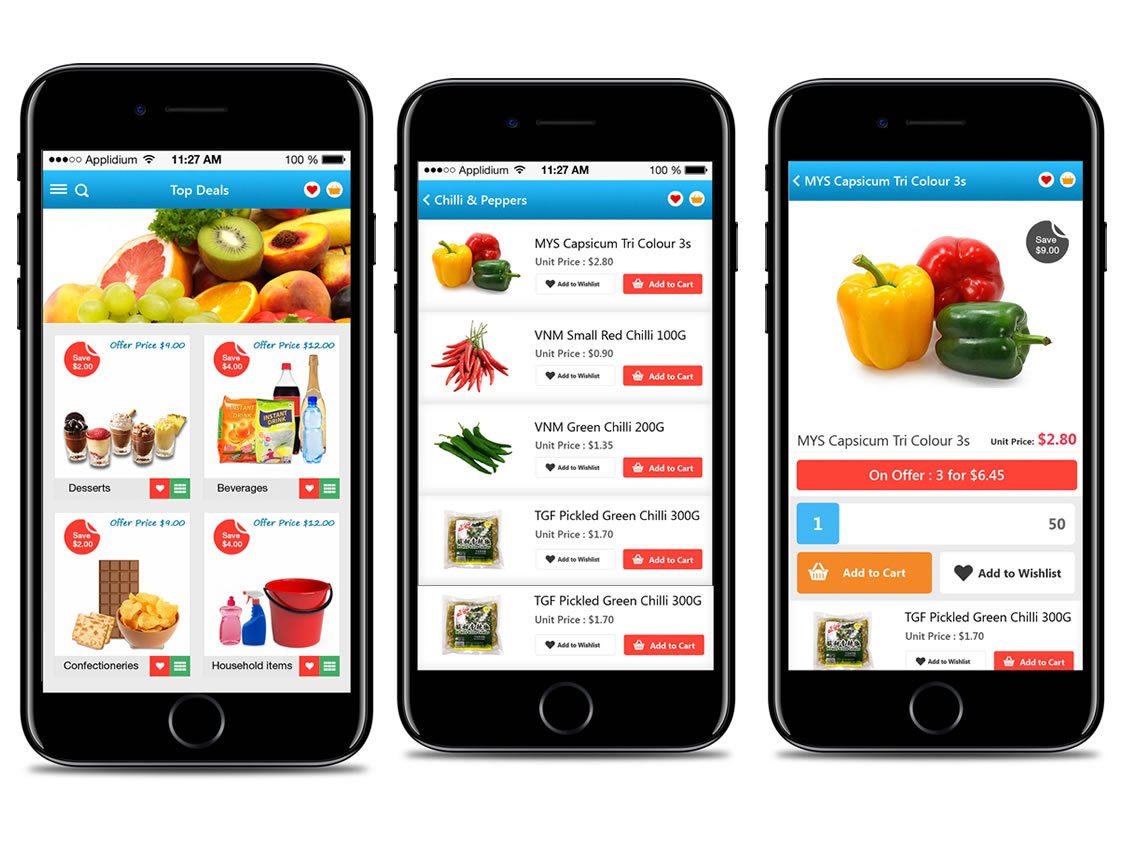 ●●●○○ Applidium 11:27 AM 100 %
Top Deals
Save
$2.00
Offer Price $9.00
Desserts
Save
$4.00
Offer Price $12.00
INSTANT
DRINK
INSTANT
DRINK
Beverages
Save
$2.00
Offer Price $9.00
Confectioneries
Save
$4.00
Offer Price $12.00
Household items
●●●○○ Applidium 11:27 AM 100 %
Chilli & Peppers
MYS Capsicum Tri Colour 3s
Unit Price : $2.80
Add to Wishlist Add to Cart
VNM Small Red Chilli 100G
Unit Price : $0.90
Add to Wishlist Add to Cart
VNM Green Chilli 200G
Unit Price : $1.35
Add to Wishlist Add to Cart
TGF Pickled Green Chilli 300G
Unit Price : $1.70
Add to Wishlist Add to Cart
TGF Pickled Green Chilli 300G
Unit Price : $1.70
Add to Wishlist Add to Cart
MYS Capsicum Tri Colour 3s
Save
$9.00
MYS Capsicum Tri Colour 3s Unit Price: $2.80
On Offer : 3 for $6.45
1 50
Add to Cart Add to Wishlist
TGF Pickled Green Chilli 300G
Unit Price : $1.70
Add to Wishlist Add to Cart